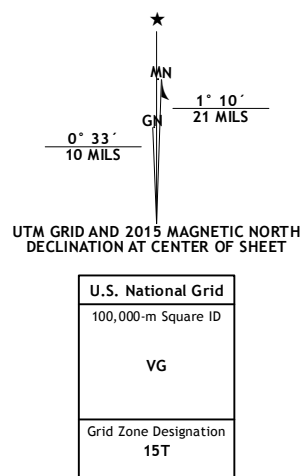 ★
MN
1° 10´
21 MILS
GN
0° 33´
10 MILS
UTM GRID AND 2015 MAGNETIC NORTH
DECLINATION AT CENTER OF SHEET
U.S. National Grid
100,000-m Square ID
VG
Grid Zone Designation
15T